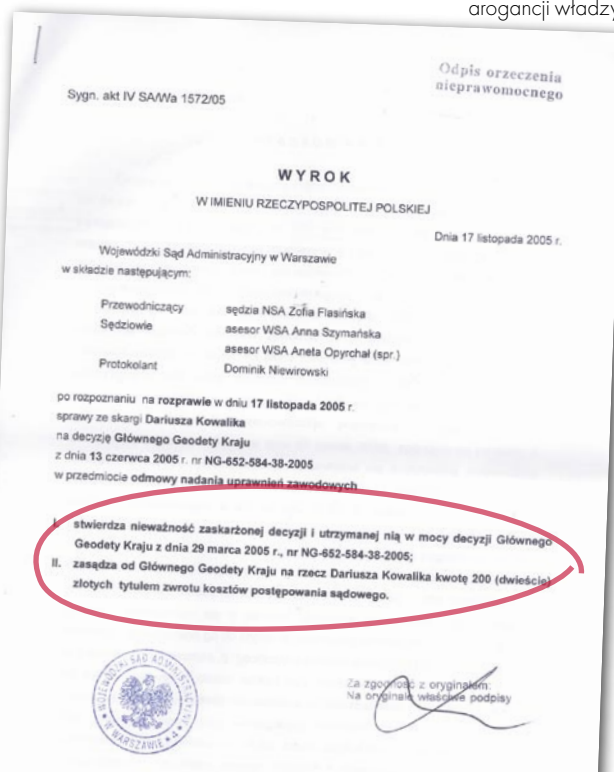 arogancji władzy
Odpis orzeczenia
nieprawomocnego
Sygn. akt IV SA/Wa 1572/05
WYROK
W IMIENIU RZECZYPOSPOLITEJ POLSKIEJ
Dnia 17 listopada 2005 r.
Wojewódzki Sąd Administracyjny w Warszawie
w składzie następującym:
Przewodniczący sędzia NSA Zofia Flasińska
Sędziowie asesor WSA Anna Szymańska
asesor WSA Aneta Opyrchał (spr.)
Protokolant Dominik Niewirowski
po rozpoznaniu na rozprawie w dniu 17 listopada 2005 r.
sprawy ze skargi Dariusza Kowalika
na decyzję Głównego Geodety Kraju
z dnia 13 czerwca 2005 r. nr NG-652-584-38-2005
w przedmiocie odmowy nadania uprawnień zawodowych
I. stwierdza nieważność zaskarżonej decyzji i utrzymanej nią w mocy decyzji Głównego
Geodety Kraju z dnia 29 marca 2005 r., nr NG-652-584-38-2005;
II. zasądza od Głównego Geodety Kraju na rzecz Dariusza Kowalika kwotę 200 (dwieście)
złotych tytułem zwrotu kosztów postępowania sądowego.
WOJEWÓDZKI SĄD ADMINISTRACYJNY
W WARSZAWIE * 4 *
Za zgodność z oryginałem:
Na oryginale właściwe podpisy